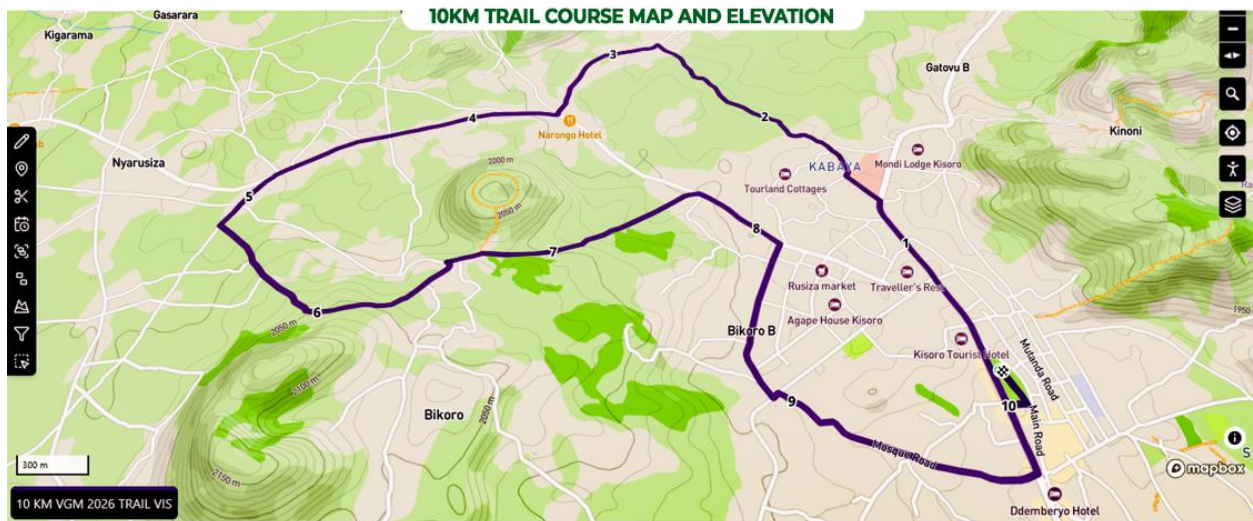 10KM TRAIL COURSE MAP AND ELEVATION
Gasarara
Kigarama
3
Gatovu B
2
4
Narongo Hotel
Kinoni
Nyarusiza
2000 m
KABAYA
Mondi Lodge Kisoro
Tourland Cottages
5
2050 m
8
1
7
Rusiza market
Traveller's Rest
6
Agape House Kisoro
1950
2050 m
Bikoro B
Kisoro Tourist Hotel
Mutanda Road
2100 m
9
10
Main Road
Bikoro
2050 m
Mosque Road
300 m
2150 m
mapbox
10 KM VGM 2026 TRAIL VIS
Ddemberyo Hotel